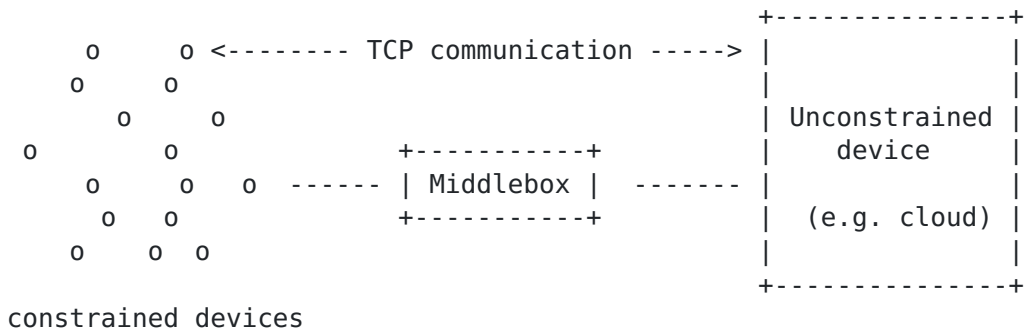 +---------------+
     o     o <-------- TCP communication -----> |               |
    o     o                                     |               |
       o     o                                  | Unconstrained |
 o        o              +-----------+          |    device     |
     o     o   o  ------ | Middlebox |  ------- |               |
      o   o              +-----------+          |  (e.g. cloud) |
    o    o  o                                   |               |
                                                +---------------+
constrained devices